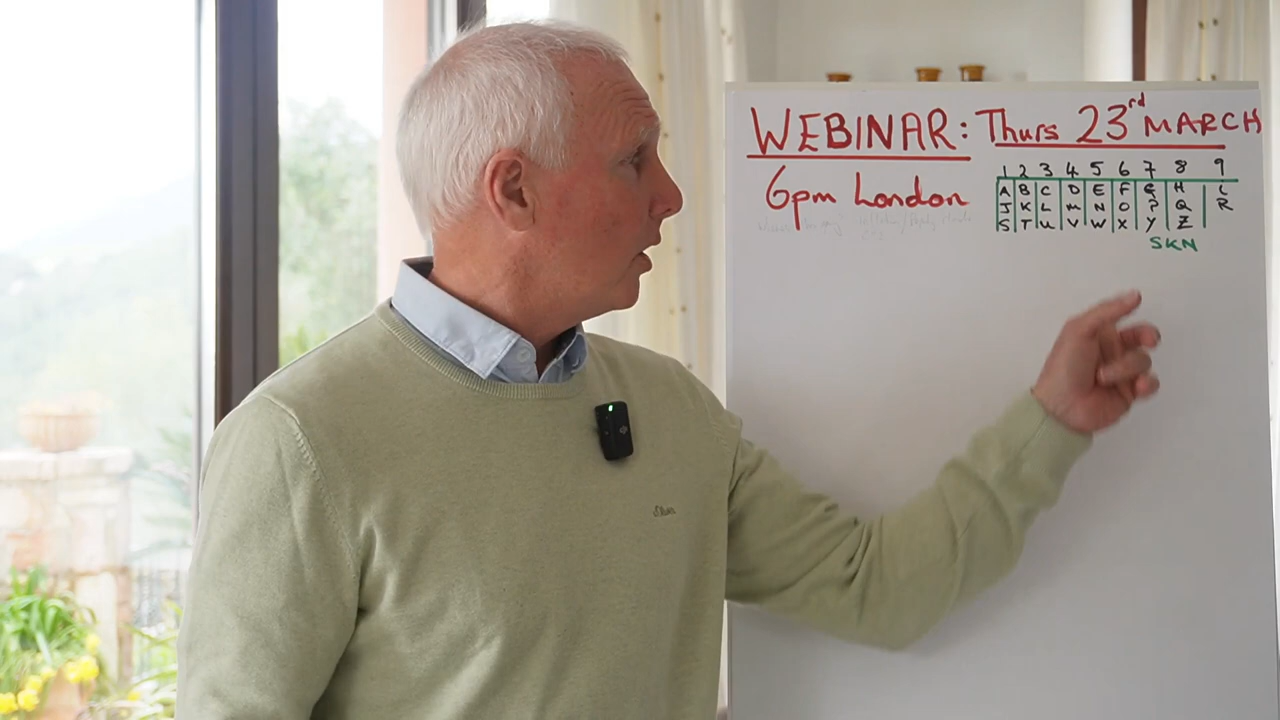 WEBINAR: Thurs 23rd MARCH
6pm London
1 2 3 4 5 6 7 8 9
A B C D E F G H L
J K L M N O P Q R
S T U V W X Y Z
SKN